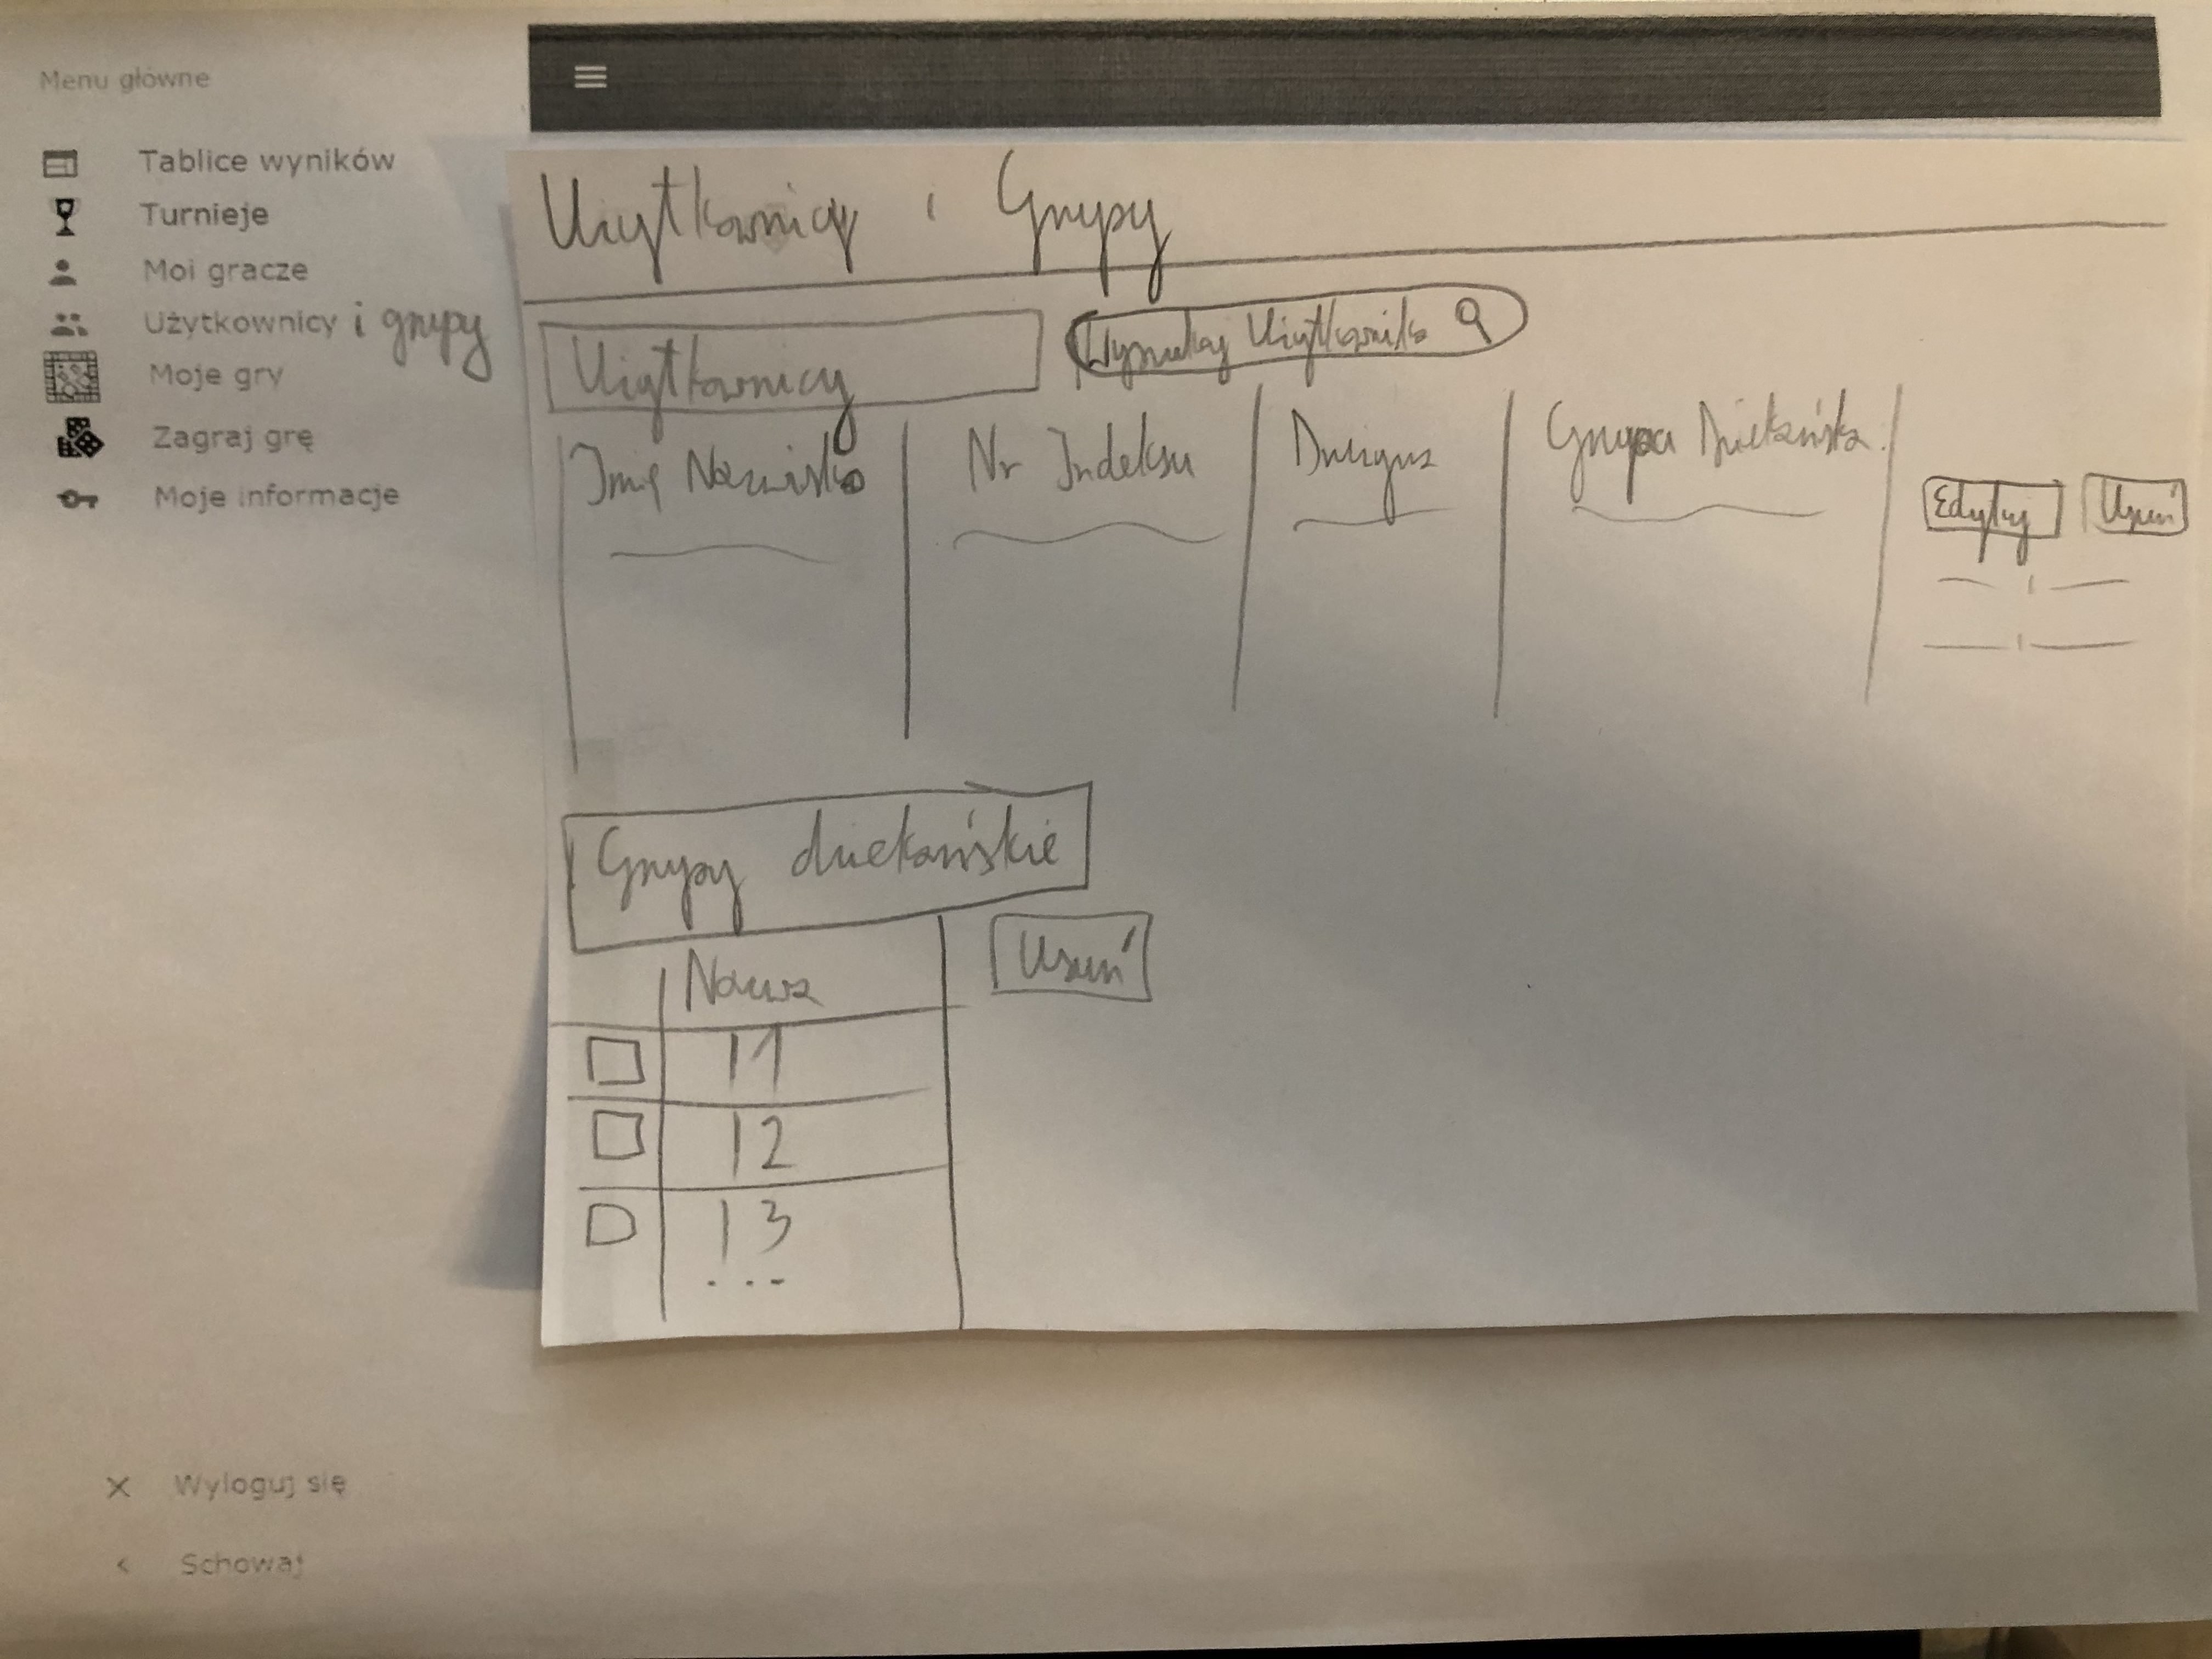 Menu główne
Tablice wyników
Turnieje
Moi gracze
Użytkownicy i grupy
Moje gry
Zagraj grę
Moje informacje
Wyloguj się
Schowaj
Użytkownicy i Grupy
Użytkownicy
Wyszukaj Użytkownika
Imię Nazwisko
Nr Indeksu
Drużyna
Grupa Dziekańska
Edytuj
Usuń
Grupy dziekańskie
Usuń
Nazwa
11
12
13
...